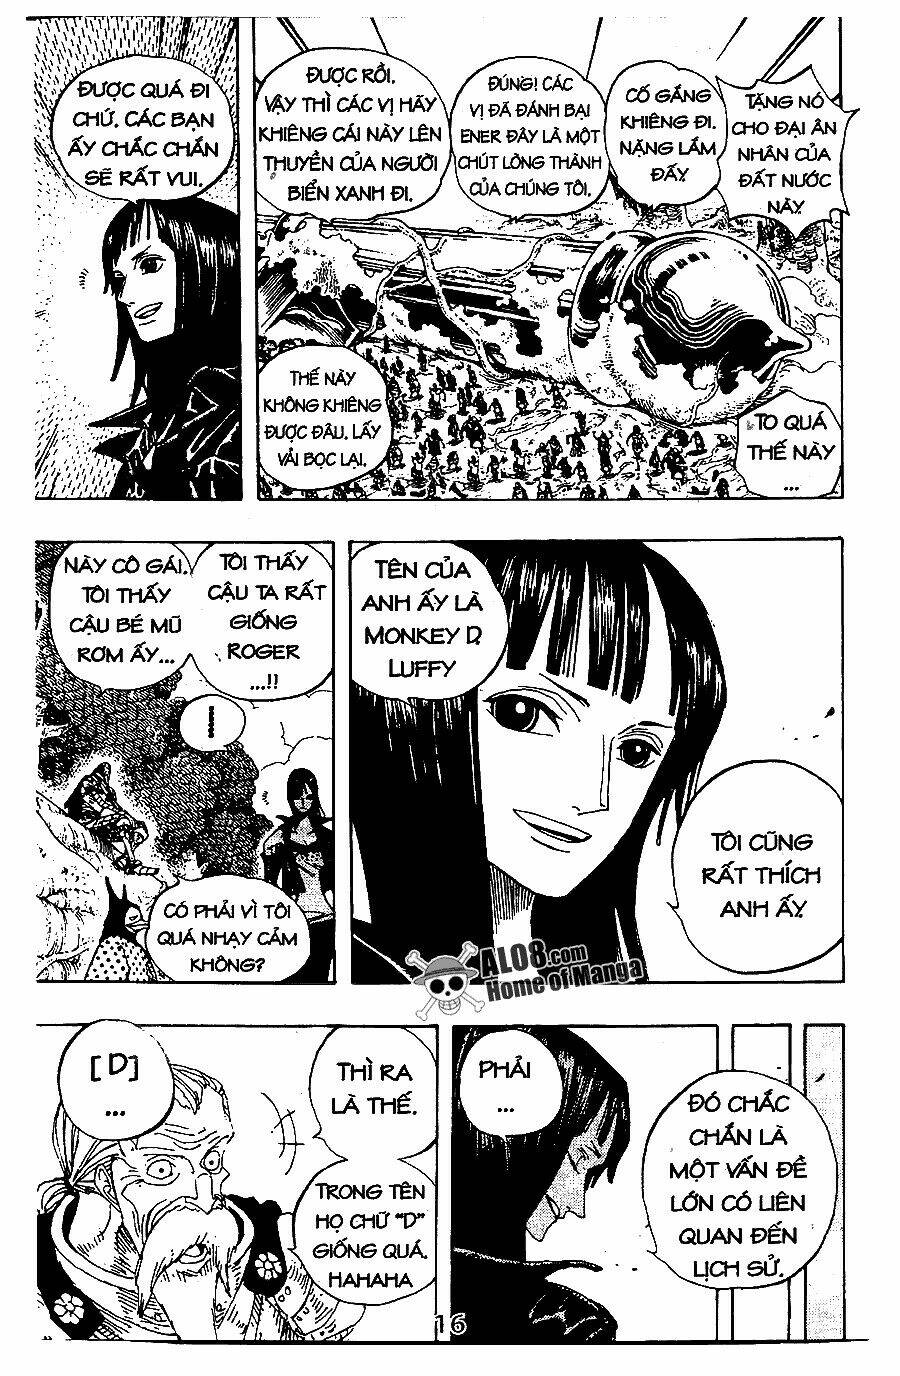 ĐƯỢC QUÁ ĐI
CHỨ. CÁC BẠN
ẤY CHẮC CHẮN
SẼ RẤT VUI.
ĐƯỢC RỒI.
VẬY THÌ CÁC VỊ HÃY
KHIÊNG CÁI NÀY LÊN
THUYỀN CỦA NGƯỜI
BIỂN XANH ĐI.
ĐÚNG! CÁC
VỊ ĐÃ ĐÁNH BẠI
ENER ĐÂY LÀ MỘT
CHÚT LÒNG THÀNH
CỦA CHÚNG TÔI.
CỐ GẮNG
KHIÊNG ĐI.
NẶNG LẮM
ĐẤY.
TẶNG NÓ
CHO ĐẠI ÂN
NHÂN CỦA
ĐẤT NƯỚC
NÀY.
THẾ NÀY
KHÔNG KHIÊNG
ĐƯỢC ĐÂU. LẤY
VẢI BỌC LẠI.
TO QUÁ
THẾ NÀY
...
NÀY CÔ GÁI.
TÔI THẤY
CẬU BÉ MŨ
RƠM ẤY...
TÔI THẤY
CẬU TA RẤT
GIỐNG
ROGER
...!!
!
CÓ PHẢI VÌ TÔI
QUÁ NHẠY CẢM
KHÔNG?
TÊN CỦA
ANH ẤY LÀ
MONKEY D.
LUFFY
TÔI CŨNG
RẤT THÍCH
ANH ẤY.
ALO8.com
Home of Manga
[D]
...
THÌ RA
LÀ THẾ.
TRONG TÊN
HỌ CHỮ "D"
GIỐNG QUÁ.
HAHAHA
PHẢI
...
ĐÓ CHẮC
CHẮN LÀ
MỘT VẤN ĐỀ
LỚN CÓ LIÊN
QUAN ĐẾN
LỊCH SỬ.
16